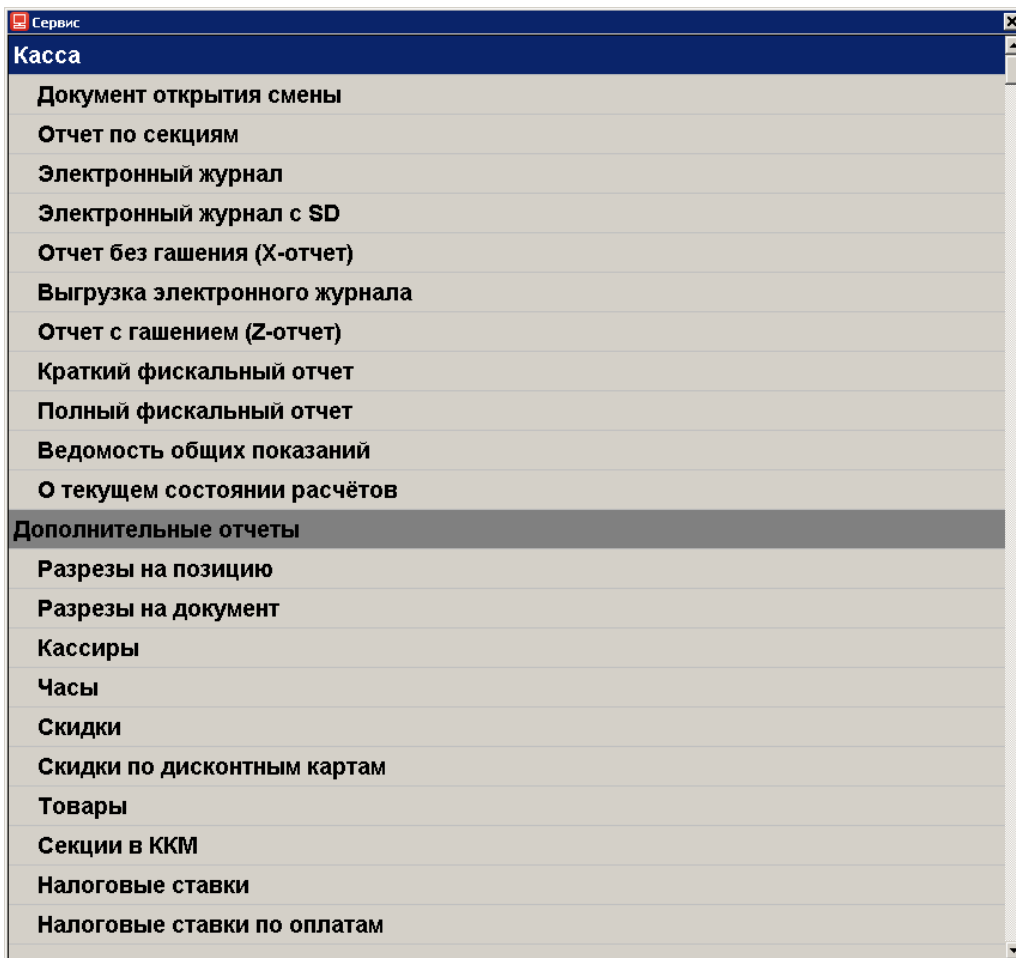 Сервис
Касса
Документ открытия смены
Отчет по секциям
Электронный журнал
Электронный журнал с SD
Отчет без гашения (X-отчет)
Выгрузка электронного журнала
Отчет с гашением (Z-отчет)
Краткий фискальный отчет
Полный фискальный отчет
Ведомость общих показаний
О текущем состоянии расчётов
Дополнительные отчеты
Разрезы на позицию
Разрезы на документ
Кассиры
Часы
Скидки
Скидки по дисконтным картам
Товары
Секции в ККМ
Налоговые ставки
Налоговые ставки по оплатам